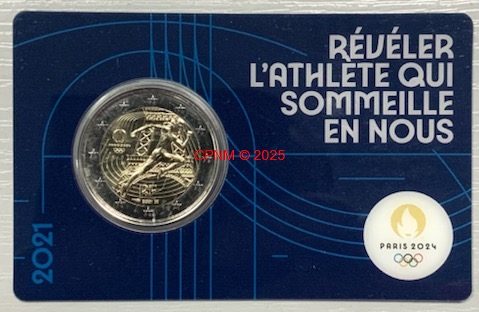 RÉVÉLER
L'ATHLÈTE QUI
SOMMEILLE
EN NOUS
CPNM © 2025
2021
PARIS 2024